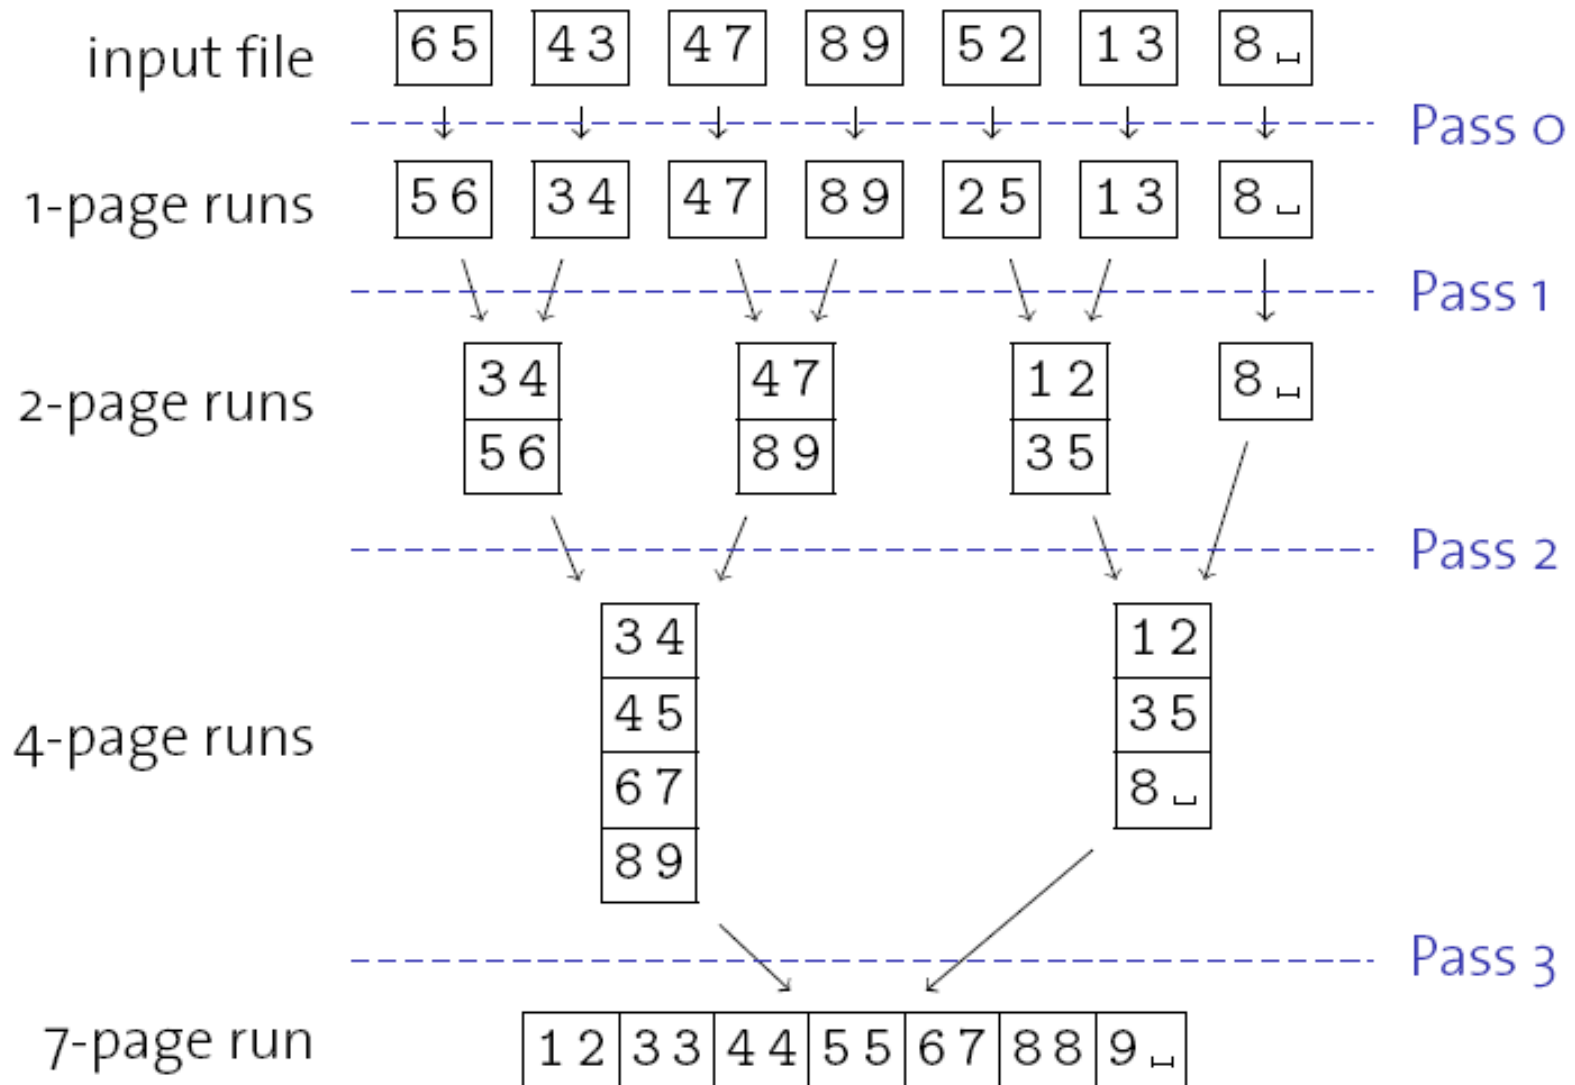 input file 6 5 4 3 4 7 8 9 5 2 1 3 8 ␣
Pass 0
1-page runs 5 6 3 4 4 7 8 9 2 5 1 3 8 ␣
Pass 1
2-page runs 3 4 4 7 1 2 8 ␣
5 6 8 9 3 5
Pass 2
3 4 1 2
4-page runs 4 5 3 5
6 7 8 ␣
8 9
Pass 3
7-page run 1 2 3 3 4 4 5 5 6 7 8 8 9 ␣